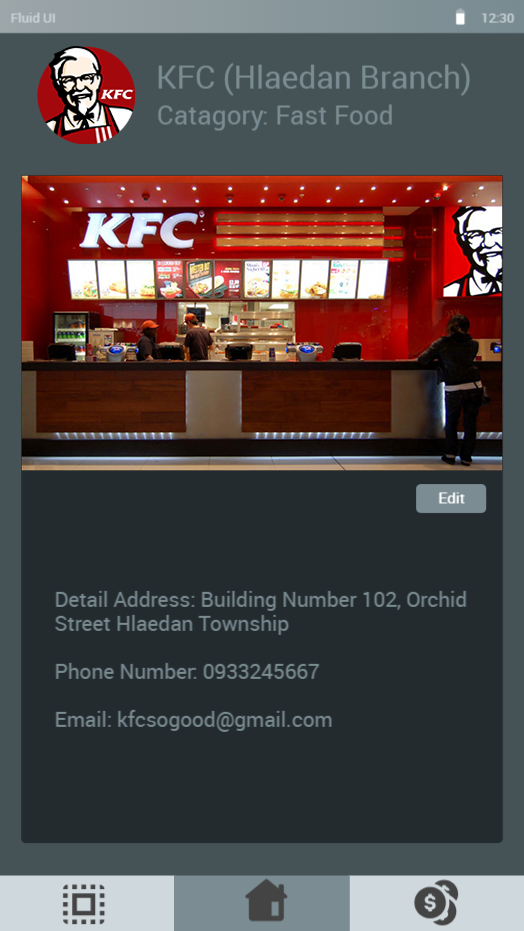 Fluid UI
12:30
KFC
KFC (Hlaedan Branch)
Catagory: Fast Food
KFC
Edit
Detail Address: Building Number 102, Orchid
Street Hlaedan Township
Phone Number: 0933245667
Email: kfcsogood@gmail.com